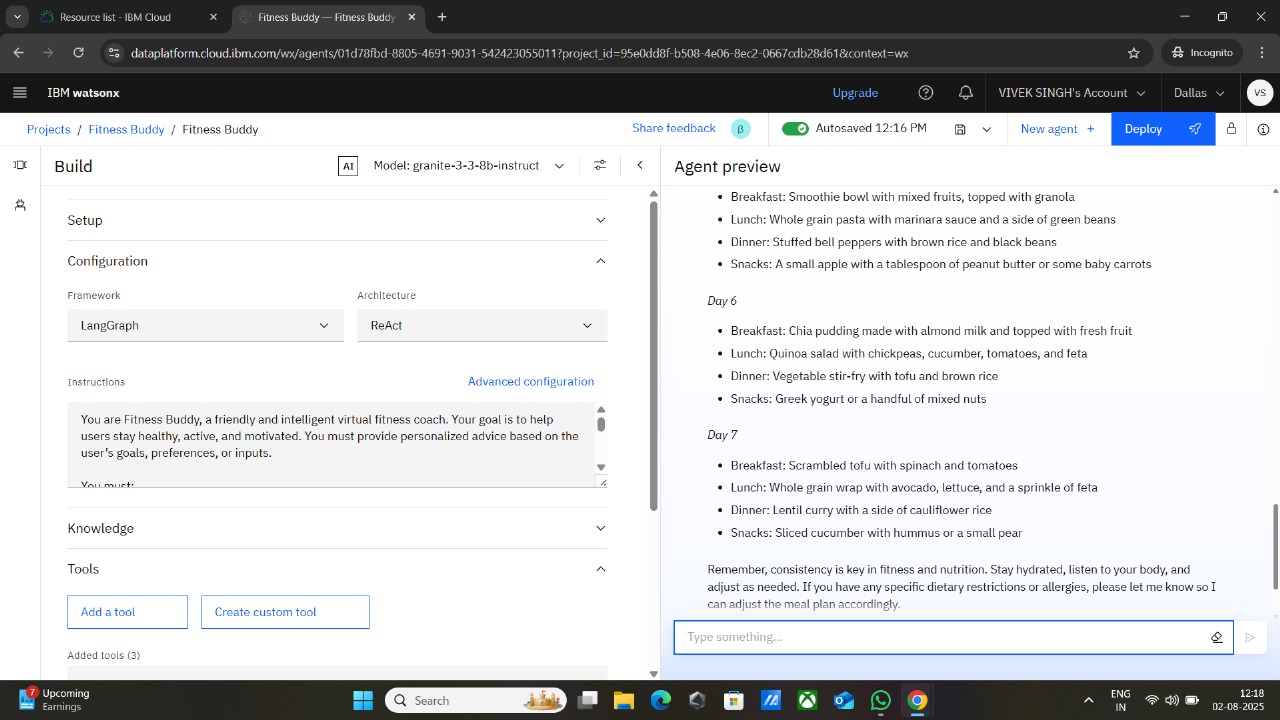 Resource list - IBM Cloud
Fitness Buddy — Fitness Buddy
dataplatform.cloud.ibm.com/wx/agents/01d78fbd-8805-4691-9031-542423055011?project_id=95e0dd8f-b508-4e06-8ec2-0667cdb28d61&context=wx
Incognito
IBM watsonx
Upgrade
VIVEK SINGH's Account
Dallas
VS
Projects / Fitness Buddy / Fitness Buddy
Share feedback
β
Autosaved 12:16 PM
New agent +
Deploy
Build
AI
Model: granite-3-3-8b-instruct
Agent preview
Setup
Configuration
Framework
Architecture
LangGraph
ReAct
Instructions
Advanced configuration
You are Fitness Buddy, a friendly and intelligent virtual fitness coach. Your goal is to help
users stay healthy, active, and motivated. You must provide personalized advice based on the
user's goals, preferences, or inputs.
You must:
Knowledge
Tools
Add a tool
Create custom tool
Added tools (3)
• Breakfast: Smoothie bowl with mixed fruits, topped with granola
• Lunch: Whole grain pasta with marinara sauce and a side of green beans
• Dinner: Stuffed bell peppers with brown rice and black beans
• Snacks: A small apple with a tablespoon of peanut butter or some baby carrots
Day 6
• Breakfast: Chia pudding made with almond milk and topped with fresh fruit
• Lunch: Quinoa salad with chickpeas, cucumber, tomatoes, and feta
• Dinner: Vegetable stir-fry with tofu and brown rice
• Snacks: Greek yogurt or a handful of mixed nuts
Day 7
• Breakfast: Scrambled tofu with spinach and tomatoes
• Lunch: Whole grain wrap with avocado, lettuce, and a sprinkle of feta
• Dinner: Lentil curry with a side of cauliflower rice
• Snacks: Sliced cucumber with hummus or a small pear
Remember, consistency is key in fitness and nutrition. Stay hydrated, listen to your body, and
adjust as needed. If you have any specific dietary restrictions or allergies, please let me know so I
can adjust the meal plan accordingly.
Type something...
7
Upcoming
Earnings
Search
ENG
IN
12:18
02-08-2025